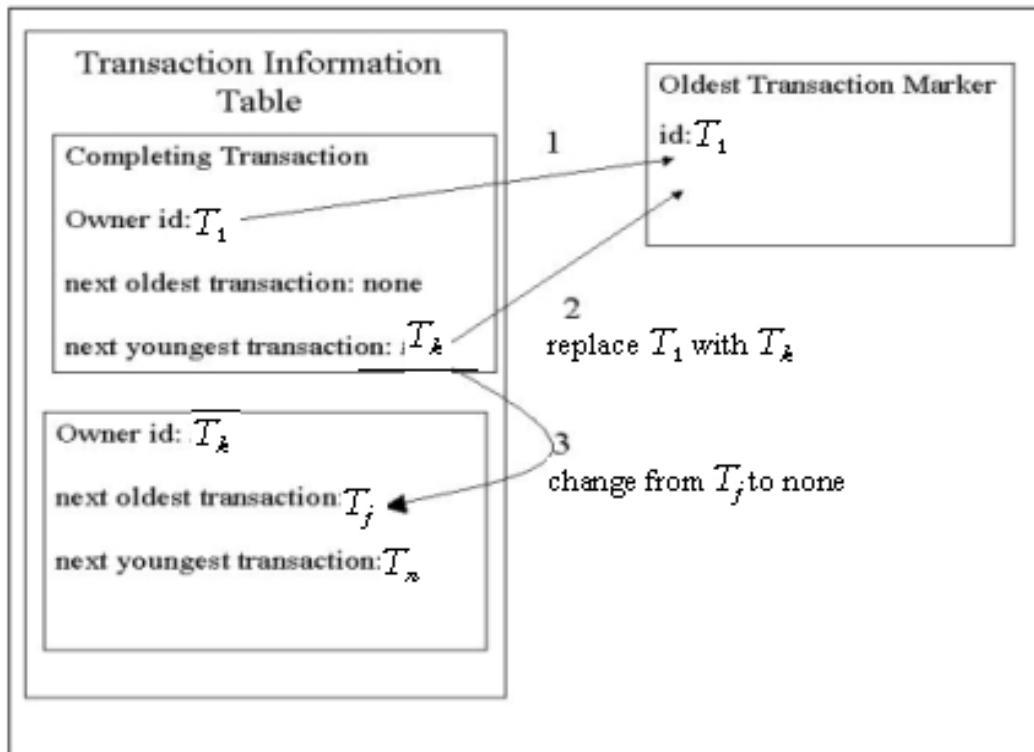 Transaction Information
Table
Completing Transaction
Owner id: T₁
next oldest transaction: none
next youngest transaction: Tₖ
Owner id: Tₖ
next oldest transaction: Tⱼ
next youngest transaction: Tₙ
Oldest Transaction Marker
id: T₁
1
2
replace T₁ with Tₖ
3
change from Tⱼ to none